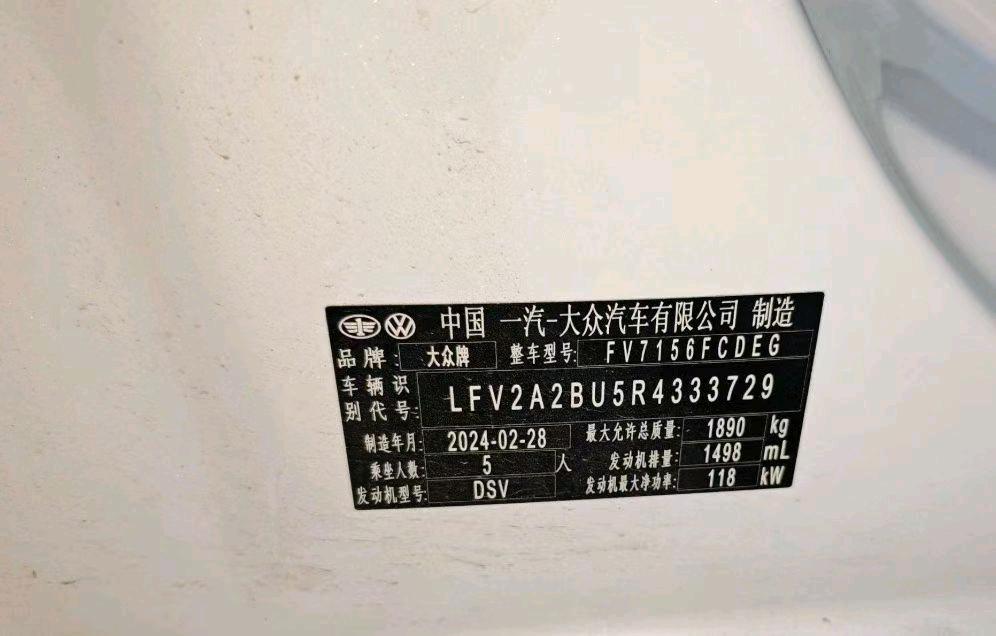 中国 一汽-大众汽车有限公司 制造
品牌: 大众牌 整车型号: FV7156FCDEG
车辆识别代号: LFV2A2BU5R4333729
制造年月: 2024-02-28 最大允许总质量: 1890 kg
乘坐人数: 5 人 发动机排量: 1498 mL
发动机型号: DSV 发动机最大净功率: 118 kW